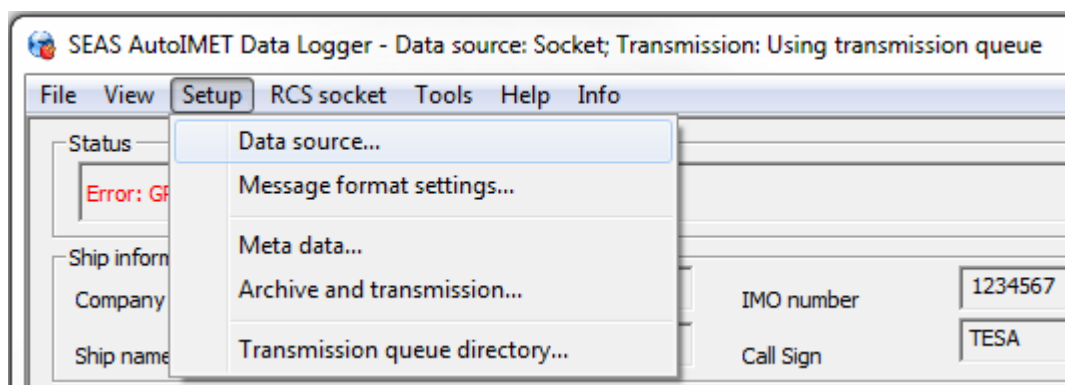 SEAS AutoIMET Data Logger - Data source: Socket; Transmission: Using transmission queue
File View Setup RCS socket Tools Help Info
Status
Data source...
Error:
Message format settings...
Meta data...
Ship
Company
Archive and transmission...
IMO number
1234567
Ship name
Transmission queue directory...
Call Sign
TESA